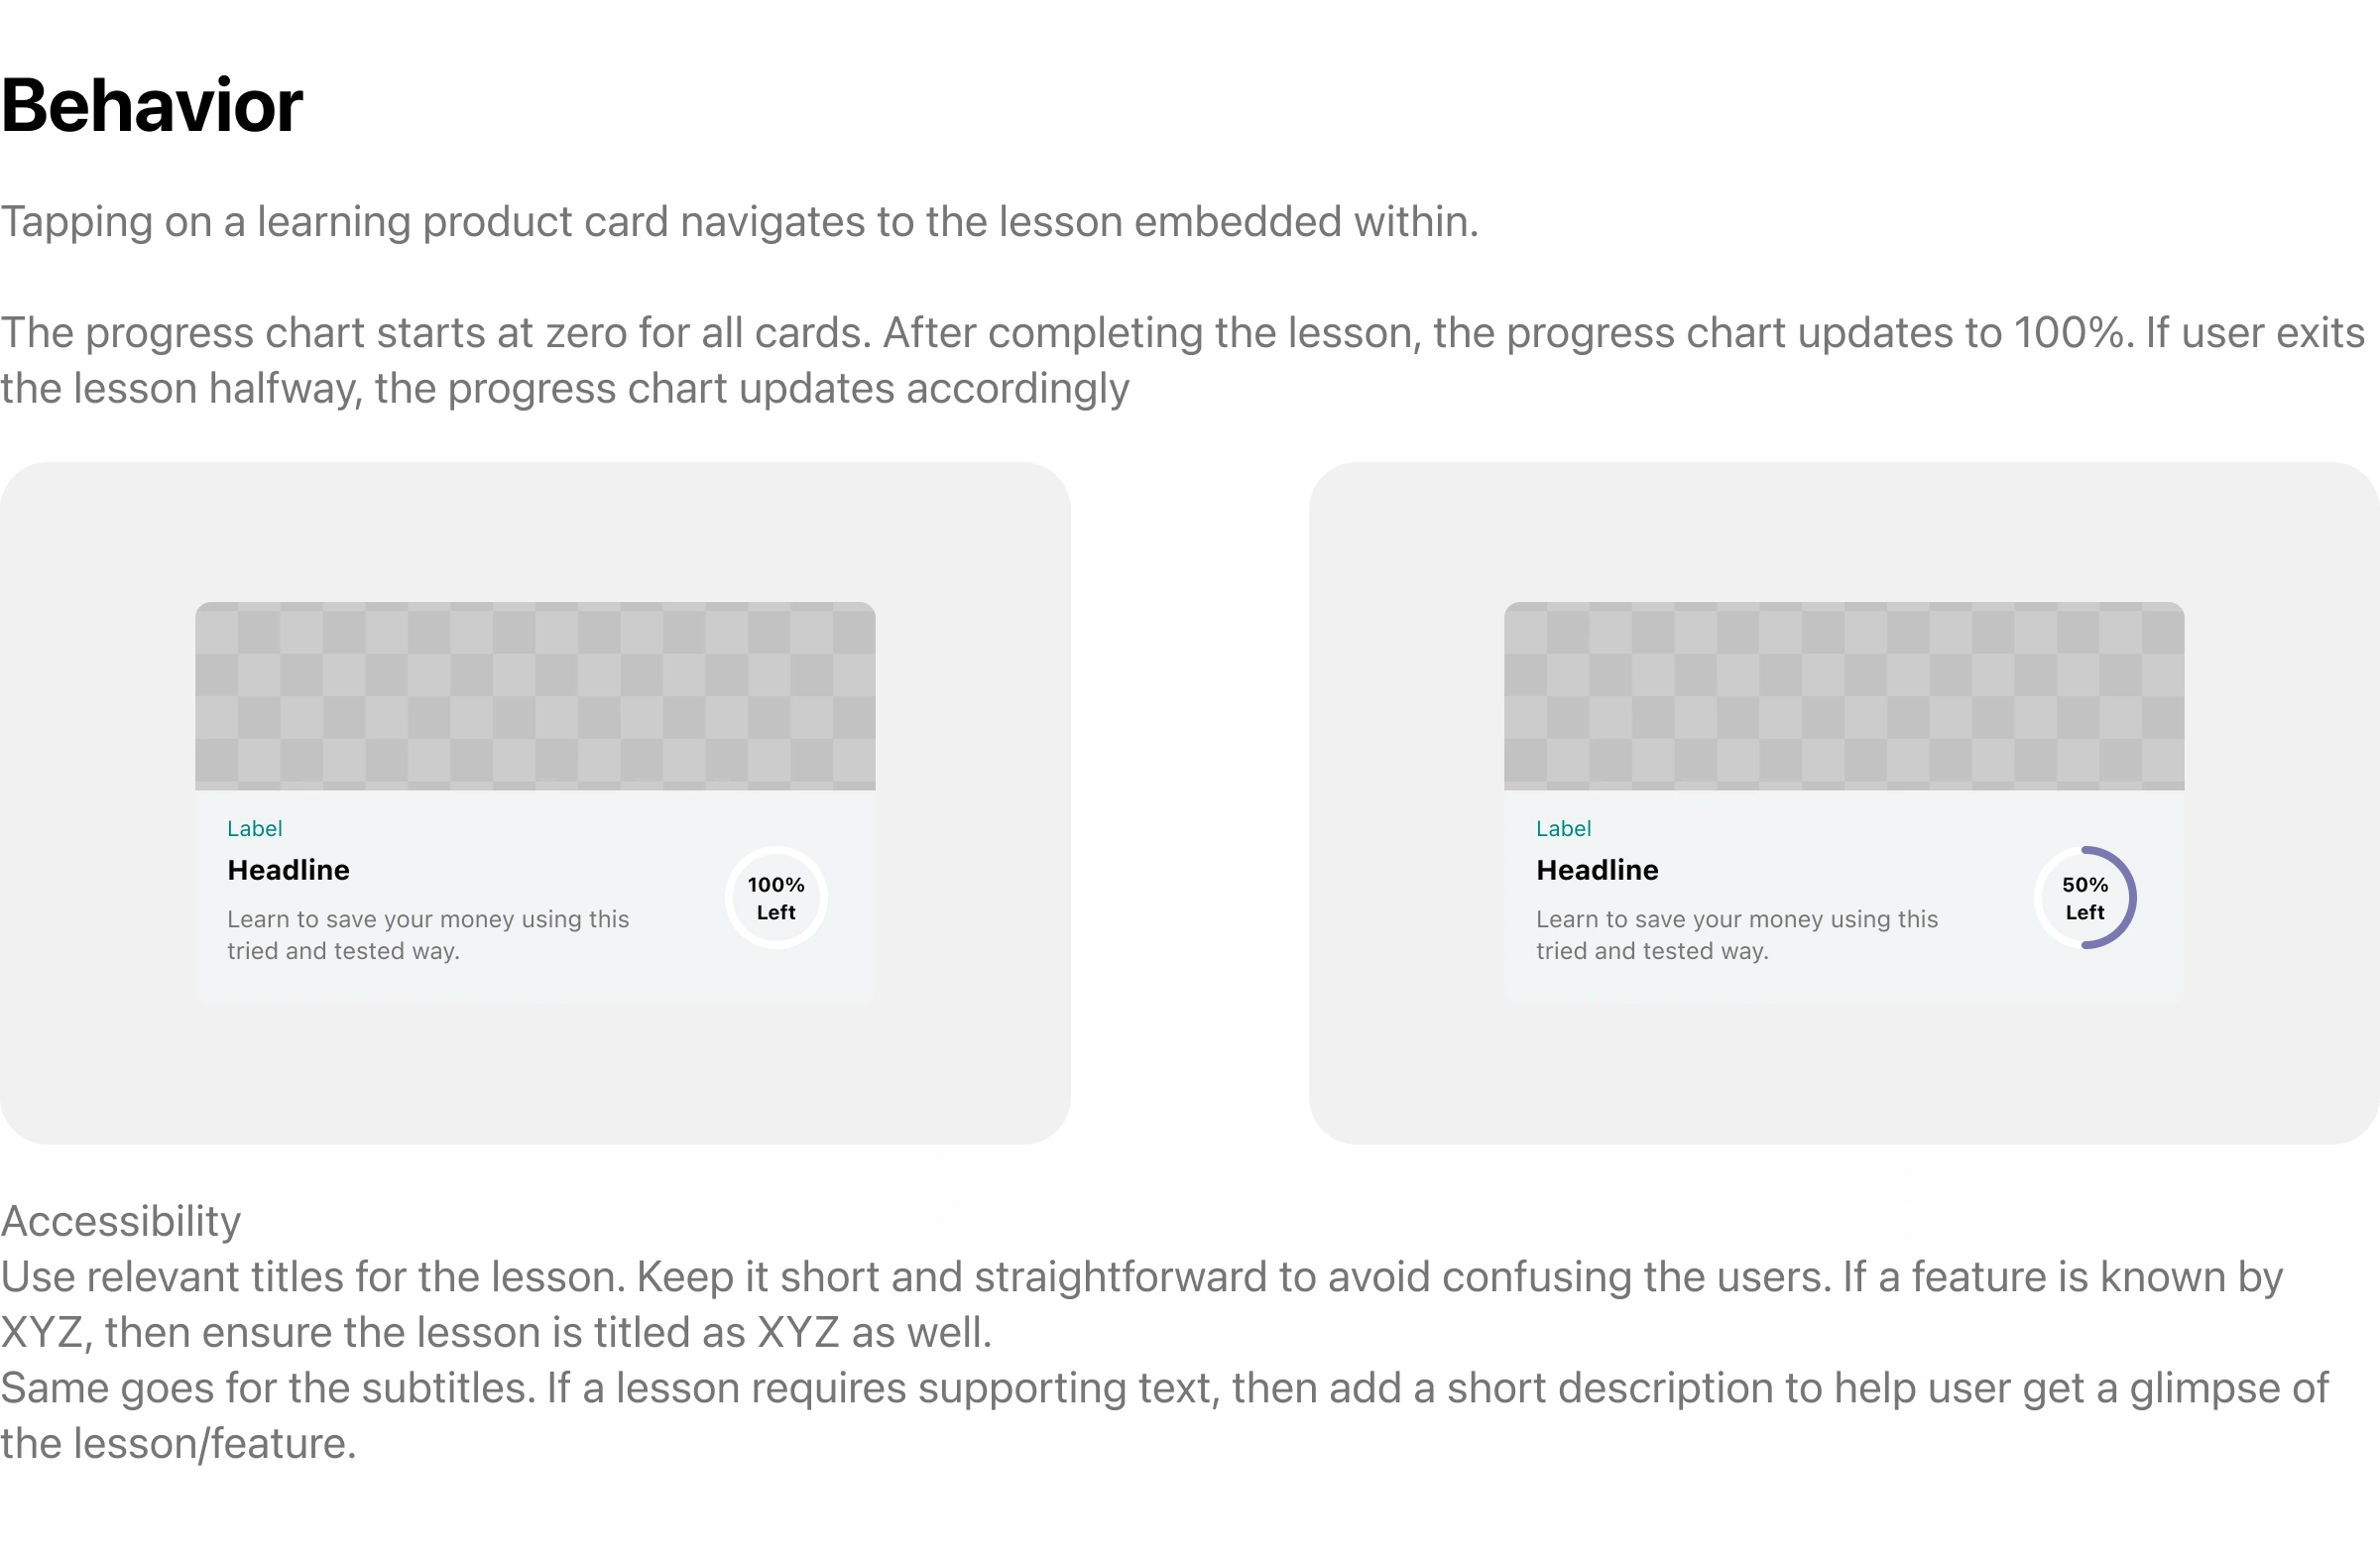 Behavior
Tapping on a learning product card navigates to the lesson embedded within.
The progress chart starts at zero for all cards. After completing the lesson, the progress chart updates to 100%. If user exits
the lesson halfway, the progress chart updates accordingly
Label
Headline
Learn to save your money using this
tried and tested way.
100%
Left
Label
Headline
Learn to save your money using this
tried and tested way.
50%
Left
Accessibility
Use relevant titles for the lesson. Keep it short and straightforward to avoid confusing the users. If a feature is known by
XYZ, then ensure the lesson is titled as XYZ as well.
Same goes for the subtitles. If a lesson requires supporting text, then add a short description to help user get a glimpse of
the lesson/feature.